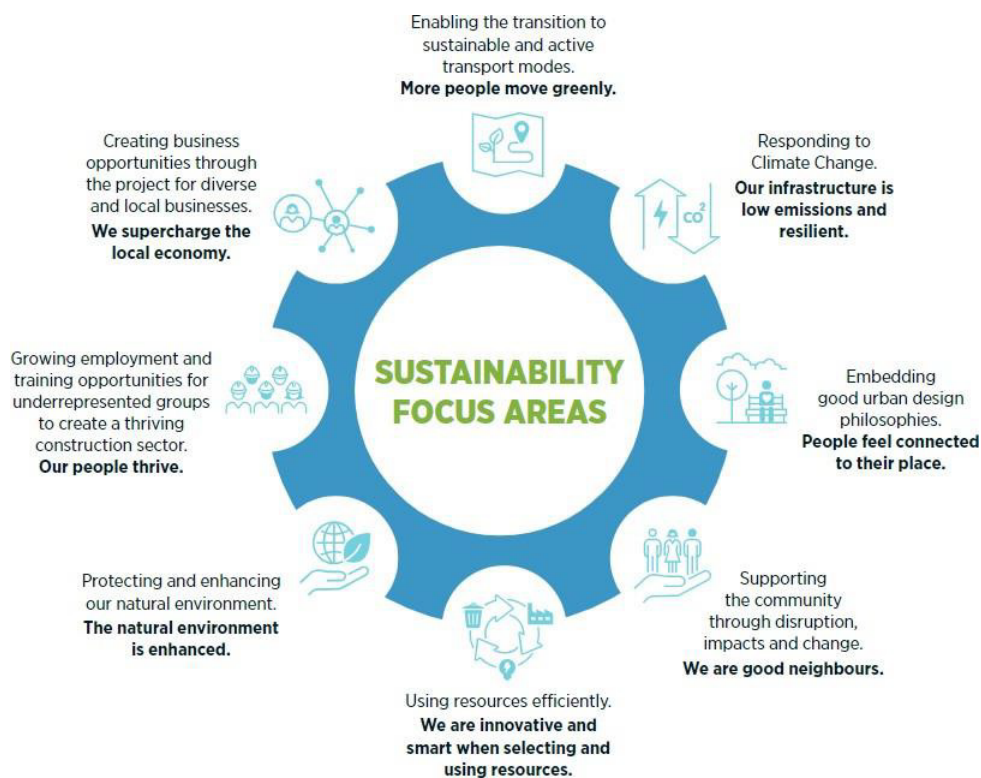 Enabling the transition to
sustainable and active
transport modes.
More people move greenly.
Responding to
Climate Change.
Our infrastructure is
low emissions and
resilient.
CO2
Embedding
good urban design
philosophies.
People feel connected
to their place.
Supporting
the community
through disruption,
impacts and change.
We are good neighbours.
Using resources efficiently.
We are innovative and
smart when selecting and
using resources.
Protecting and enhancing
our natural environment.
The natural environment
is enhanced.
Growing employment and
training opportunities for
underrepresented groups
to create a thriving
construction sector.
Our people thrive.
Creating business
opportunities through
the project for diverse
and local businesses.
We supercharge the
local economy.
SUSTAINABILITY
FOCUS AREAS